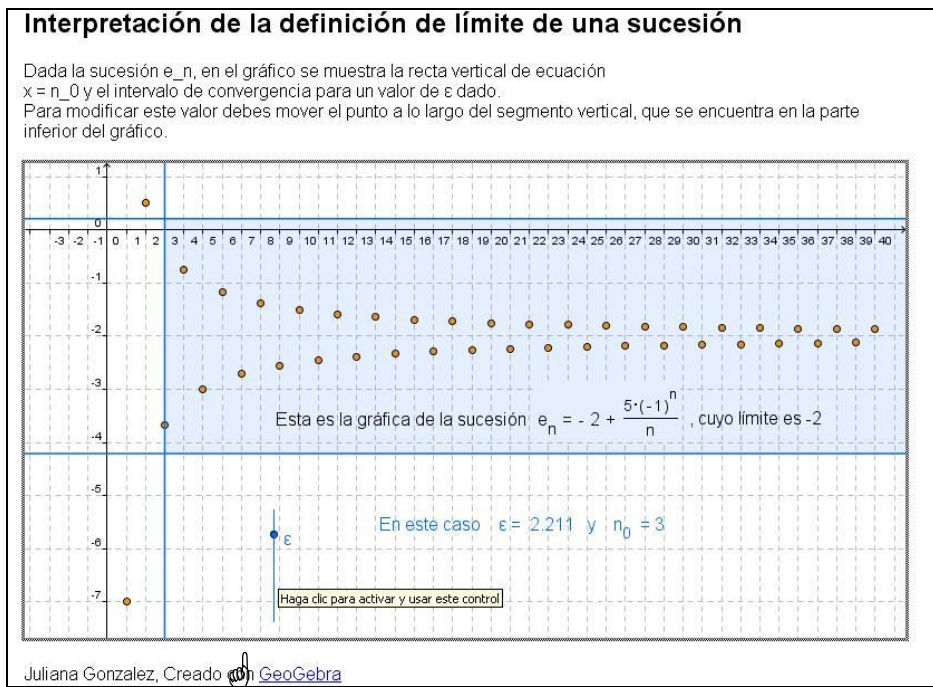 Interpretación de la definición de límite de una sucesión
Dada la sucesión e_n, en el gráfico se muestra la recta vertical de ecuación
x = n_0 y el intervalo de convergencia para un valor de ε dado.
Para modificar este valor debes mover el punto a lo largo del segmento vertical, que se encuentra en la parte
inferior del gráfico.
1
0
-3 -2 -1 0 1 2 3 4 5 6 7 8 9 10 11 12 13 14 15 16 17 18 19 20 21 22 23 24 25 26 27 28 29 30 31 32 33 34 35 36 37 38 39 40
-1
-2
-3
Esta es la gráfica de la sucesión e_n = - 2 + 5·(-1)^n / n , cuyo límite es -2
-4
-5
En este caso ε = 2.211 y n_0 = 3
ε
-6
Haga clic para activar y usar este control
-7
Juliana Gonzalez, Creado con GeoGebra